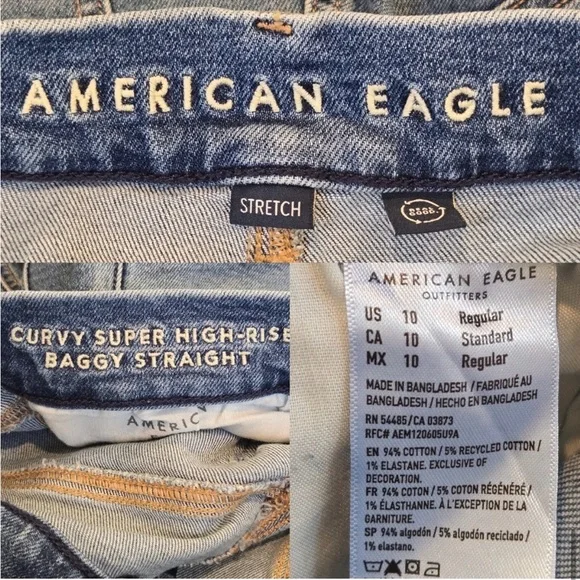 AMERICAN EAGLE
STRETCH
CURVY SUPER HIGH-RISE
BAGGY STRAIGHT
AMERIC
AMERICAN EAGLE
OUTFITTERS
US 10 Regular
CA 10 Standard
MX 10 Regular
MADE IN BANGLADESH / FABRIQUÉ AU
BANGLADESH / HECHO EN BANGLADESH
RN 54485/CA 03873
RFC# AEM120605U9A
EN 94% COTTON / 5% RECYCLED COTTON /
1% ELASTANE. EXCLUSIVE OF
DECORATION.
FR 94% COTON / 5% COTON RÉGÉNÉRÉ /
1% ÉLASTHANNE. À L'EXCEPTION DE LA
GARNITURE.
SP 94% algodón / 5% algodón reciclado /
1% elastano.